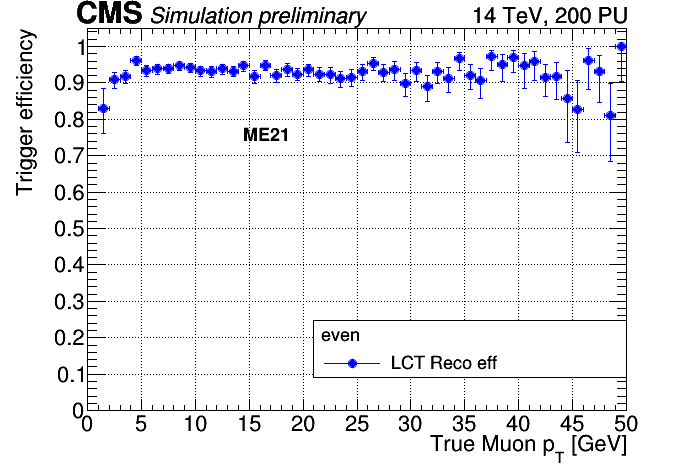 CMS Simulation preliminary 14 TeV, 200 PU
Trigger efficiency
1
0.9
0.8
0.7
0.6
0.5
0.4
0.3
0.2
0.1
0
ME21
even
LCT Reco eff
0 5 10 15 20 25 30 35 40 45 50
True Muon p_T [GeV]